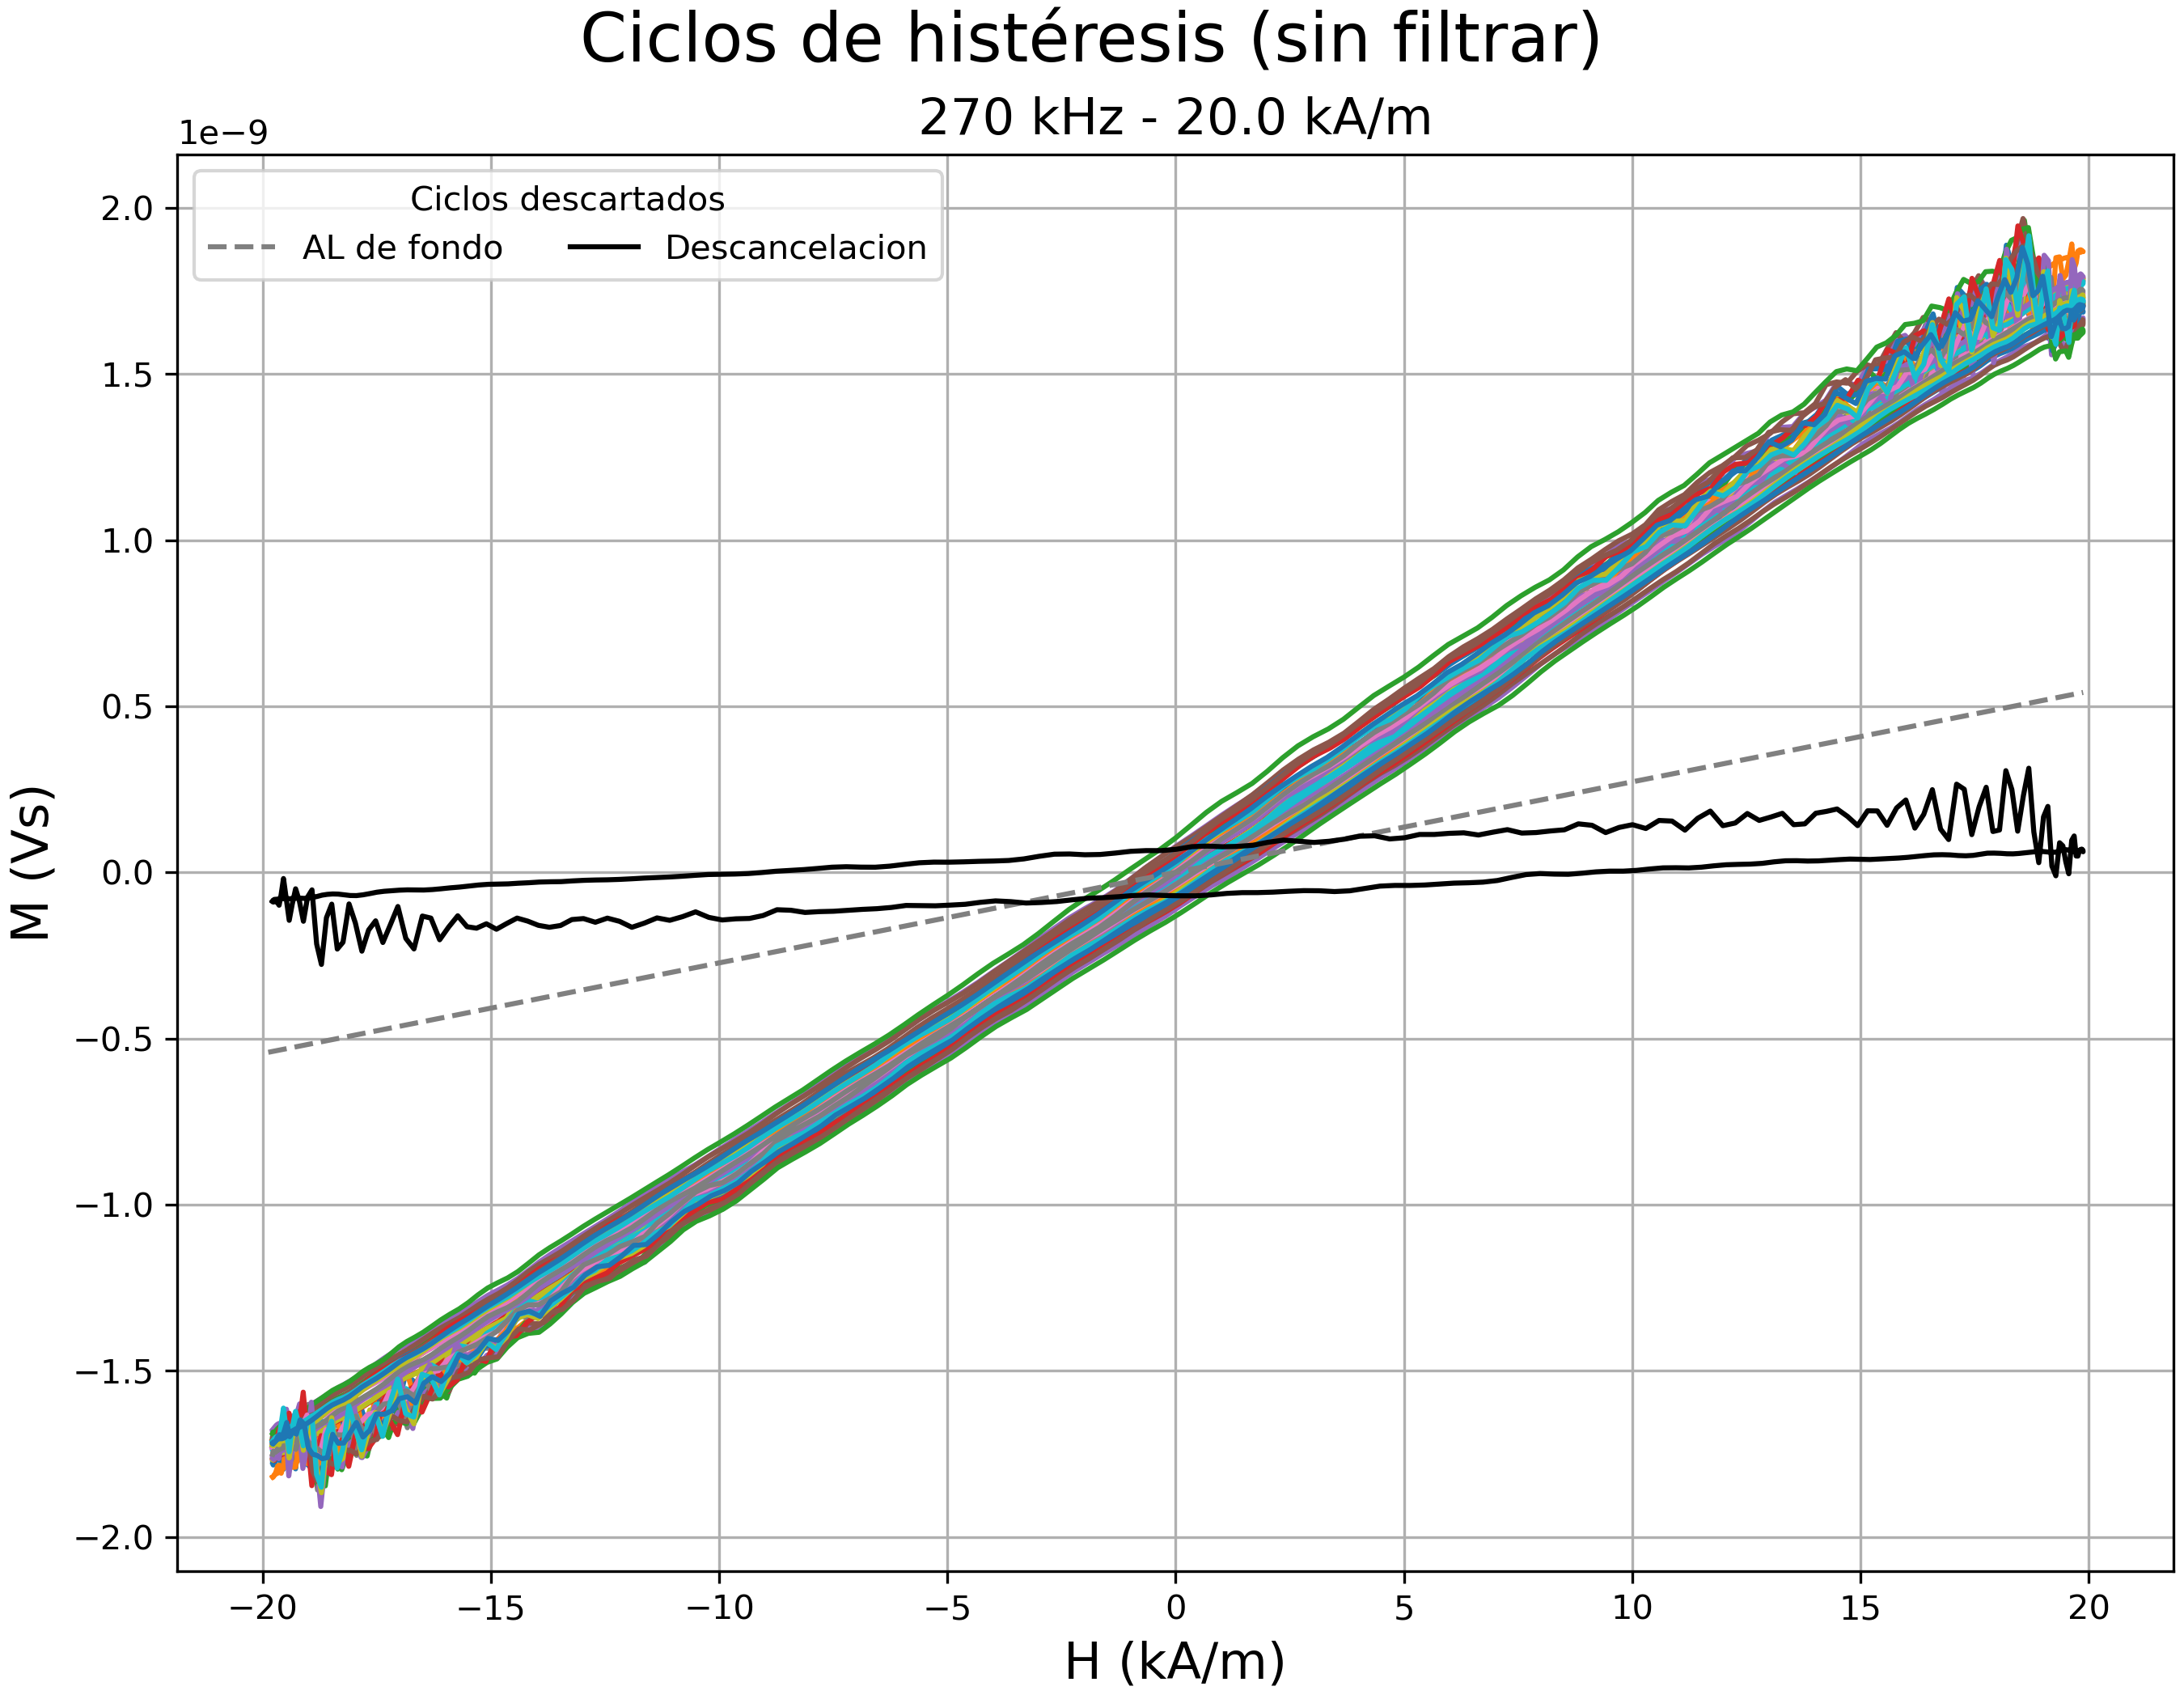 Ciclos de histéresis (sin filtrar)
270 kHz - 20.0 kA/m
1e−9
Ciclos descartados
AL de fondo
Descancelacion
2.0
1.5
1.0
0.5
0.0
−0.5
−1.0
−1.5
−2.0
M (Vs)
−20
−15
−10
−5
0
5
10
15
20
H (kA/m)